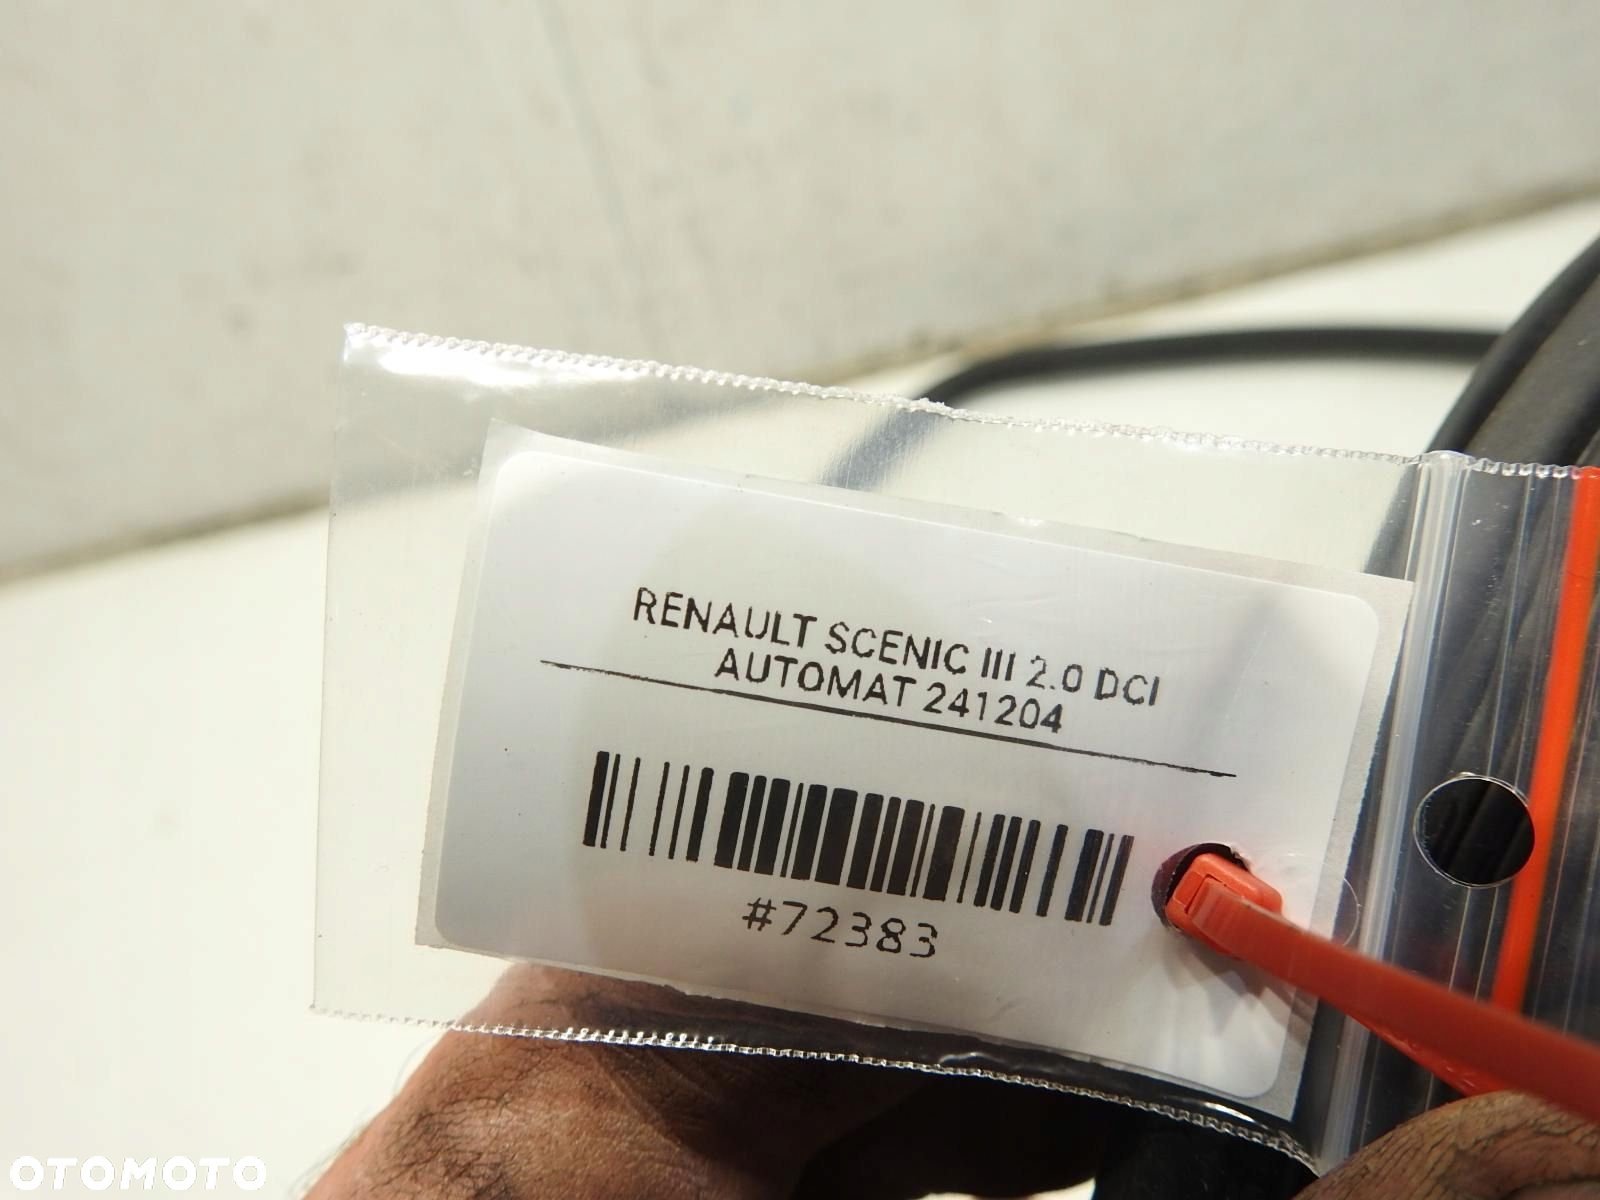 RENAULT SCENIC III 2.0 DCI
AUTOMAT 241204
#72383
OTOMOTO